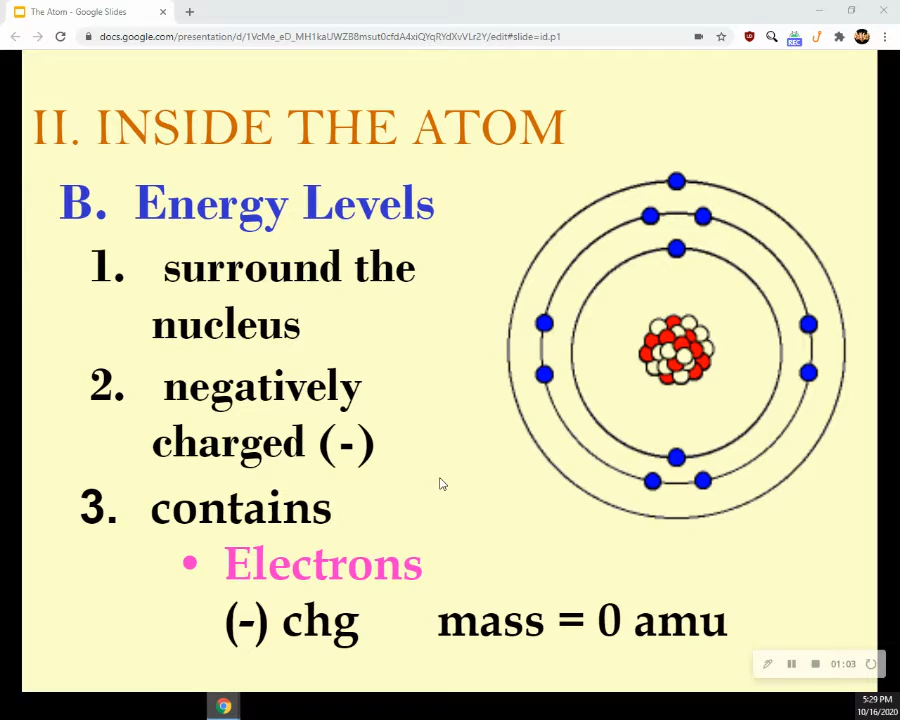 The Atom - Google Slides
docs.google.com/presentation/d/1VcMe_eD_MH1kaUWZB8msut0cfdA4xiQYqRYdXvVLr2Y/edit#slide=id.p1
REC
II. INSIDE THE ATOM
B. Energy Levels
1. surround the
nucleus
2. negatively
charged (-)
3. contains
• Electrons
(-) chg mass = 0 amu
01:03
5:29 PM
10/16/2020